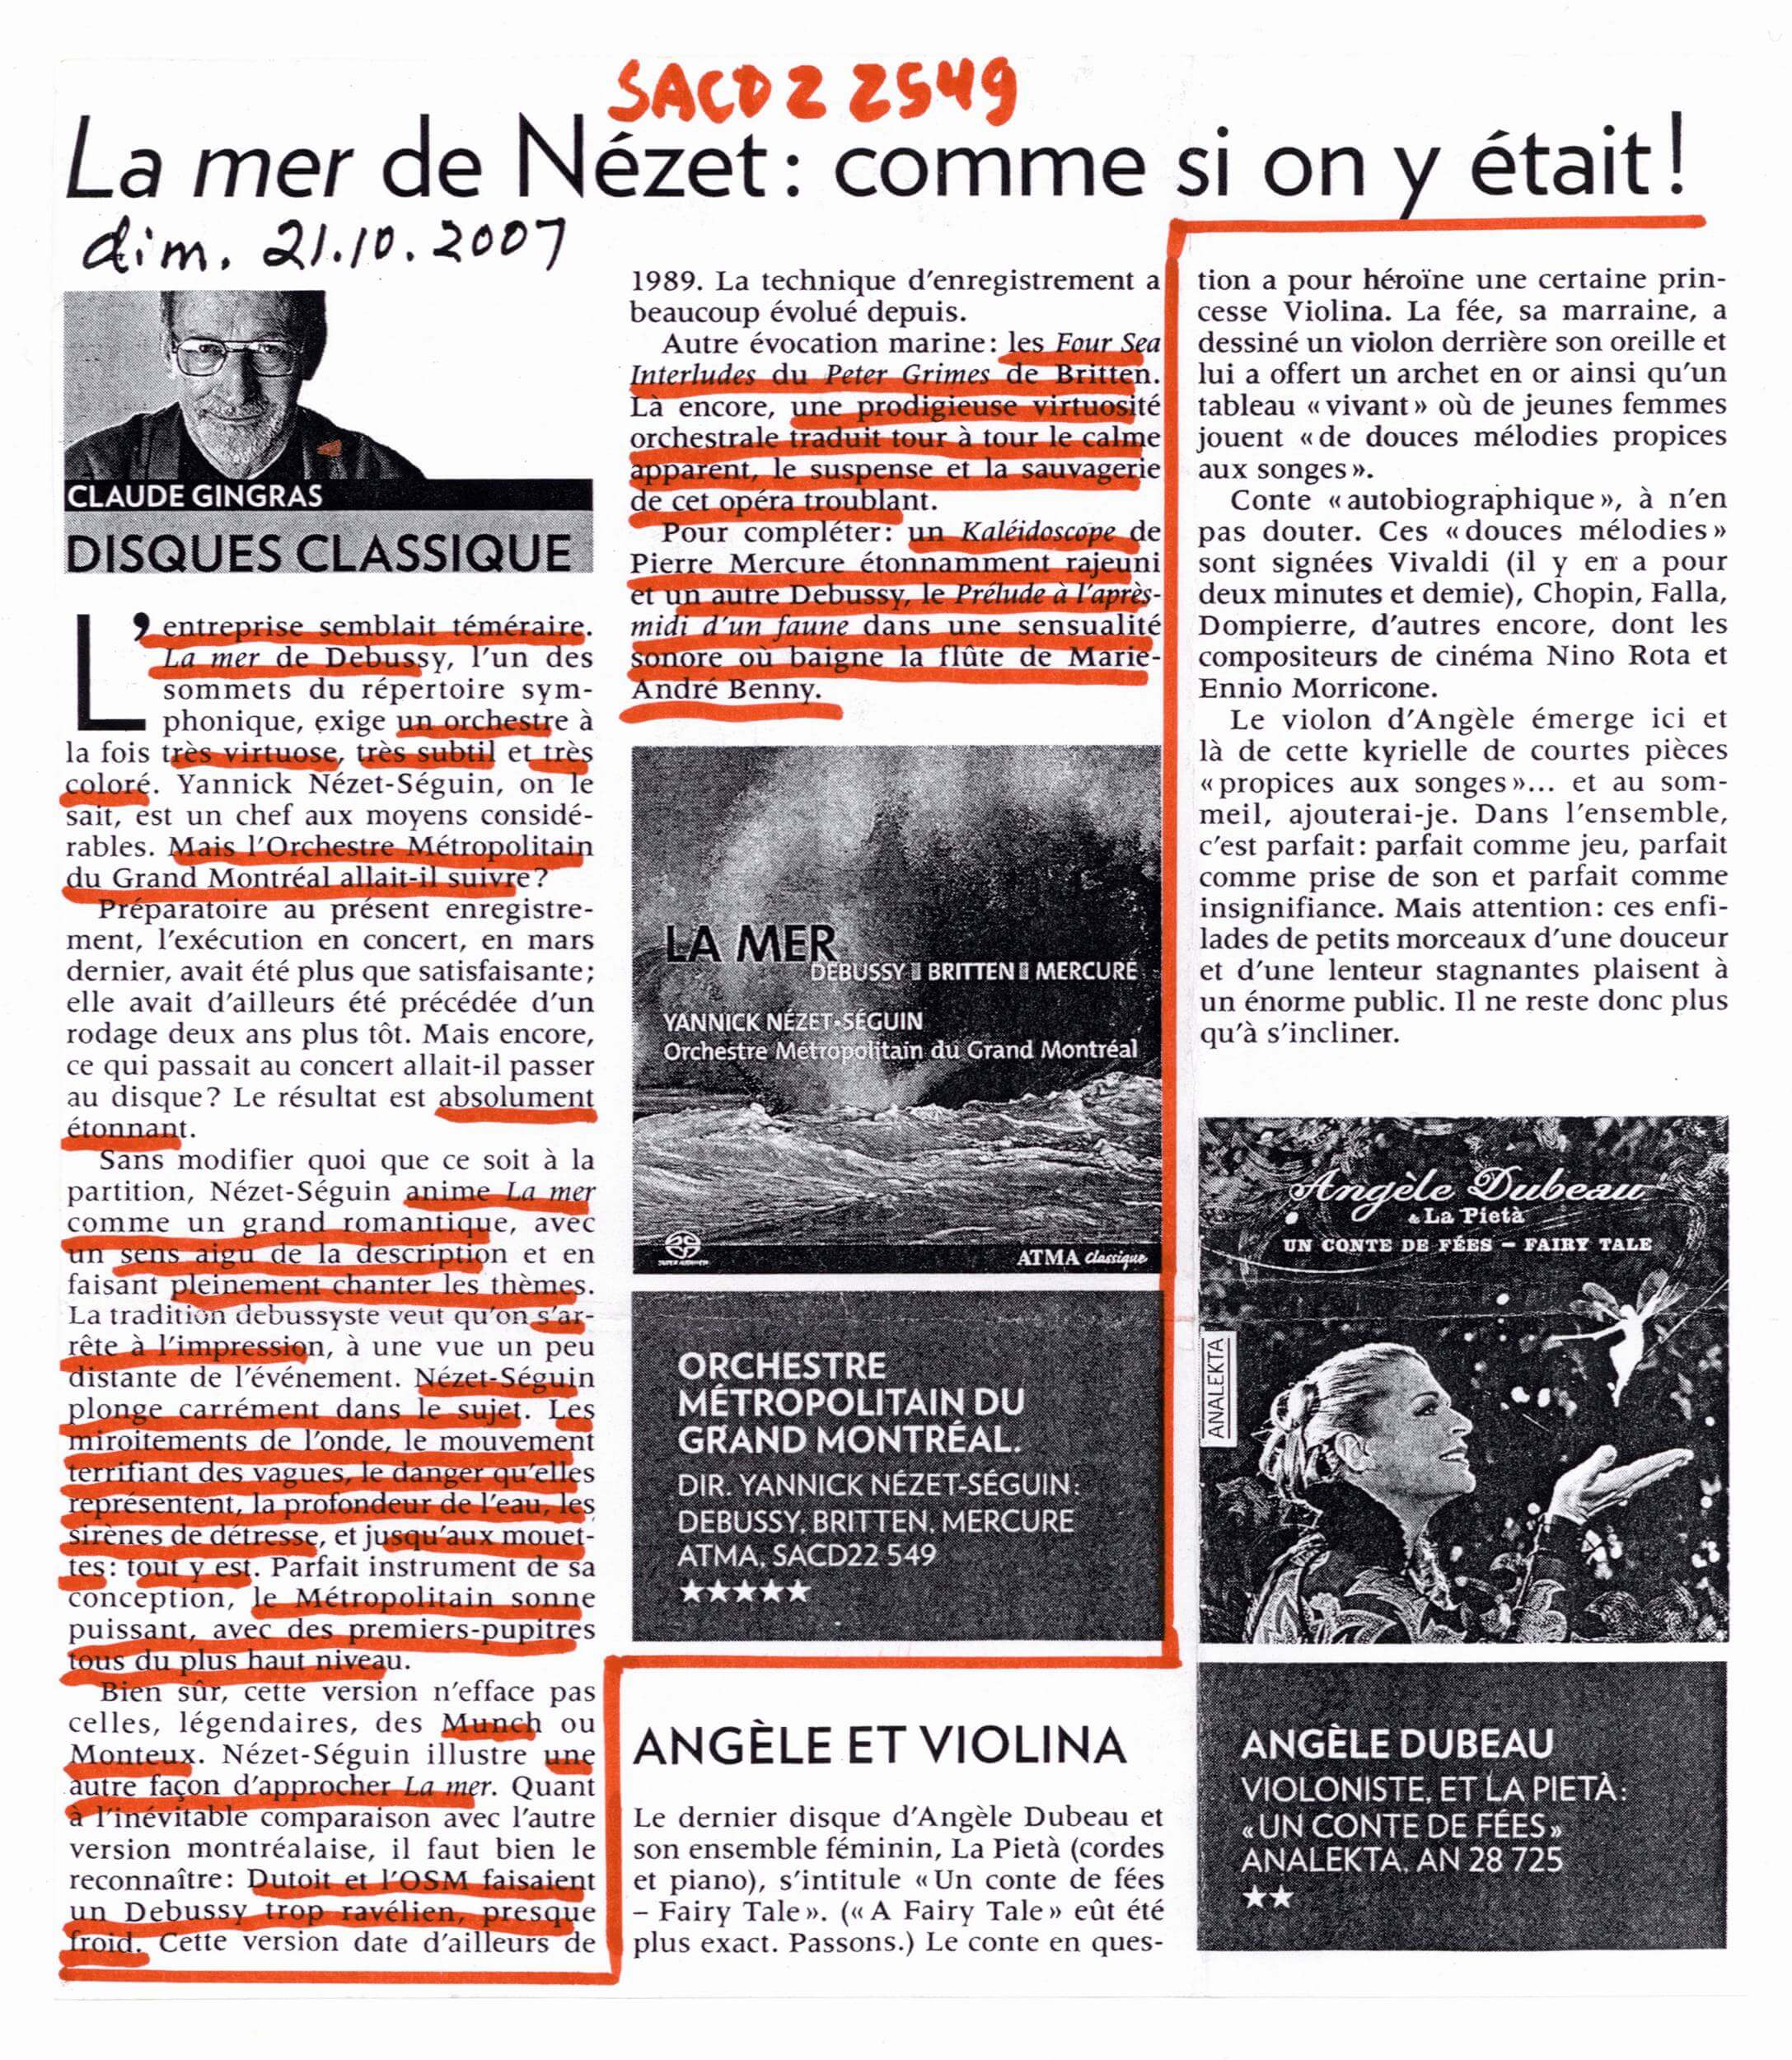 SACD2 2549
La mer de Nézet : comme si on y était !
dim. 21.10.2007
CLAUDE GINGRAS
DISQUES CLASSIQUE
L’entreprise semblait téméraire.
La mer de Debussy, l’un des
sommets du répertoire sym-
phonique, exige un orchestre à
la fois très virtuose, très subtil et très
coloré. Yannick Nézet-Séguin, on le
sait, est un chef aux moyens considé-
rables. Mais l’Orchestre Métropolitain
du Grand Montréal allait-il suivre ?
Préparatoire au présent enregistre-
ment, l’exécution en concert, en mars
dernier, avait été plus que satisfaisante ;
elle avait d’ailleurs été précédée d’un
rodage deux ans plus tôt. Mais encore,
ce qui passait au concert allait-il passer
au disque ? Le résultat est absolument
étonnant.
Sans modifier quoi que ce soit à la
partition, Nézet-Séguin anime La mer
comme un grand romantique, avec
un sens aigu de la description et en
faisant pleinement chanter les thèmes.
La tradition debussyste veut qu’on s’ar-
rête à l’impression, à une vue un peu
distante de l’événement. Nézet-Séguin
plonge carrément dans le sujet. Les
miroitements de l’onde, le mouvement
terrifiant des vagues, le danger qu’elles
représentent, la profondeur de l’eau, les
sirènes de détresse, et jusqu’aux mouet-
tes : tout y est. Parfait instrument de sa
conception, le Métropolitain sonne
puissant, avec des premiers-pupitres
tous du plus haut niveau.
Bien sûr, cette version n’efface pas
celles, légendaires, des Munch ou
Monteux. Nézet-Séguin illustre une
autre façon d’approcher La mer. Quant
à l’inévitable comparaison avec l’autre
version montréalaise, il faut bien le
reconnaître : Dutoit et l’OSM faisaient
un Debussy trop ravélien, presque
froid. Cette version date d’ailleurs de
1989. La technique d’enregistrement a
beaucoup évolué depuis.
Autre évocation marine : les Four Sea
Interludes du Peter Grimes de Britten.
Là encore, une prodigieuse virtuosité
orchestrale traduit tour à tour le calme
apparent, le suspense et la sauvagerie
de cet opéra troublant.
Pour compléter : un Kaléidoscope de
Pierre Mercure étonnamment rajeuni
et un autre Debussy, le Prélude à l’après-
midi d’un faune dans une sensualité
sonore où baigne la flûte de Marie-
André Benny.
LA MER
DEBUSSY BRITTEN MERCURE
YANNICK NÉZET-SÉGUIN
Orchestre Métropolitain du Grand Montréal
ATMA Classique
ORCHESTRE
MÉTROPOLITAIN DU
GRAND MONTRÉAL.
DIR. YANNICK NÉZET-SÉGUIN :
DEBUSSY, BRITTEN, MERCURE
ATMA, SACD22 549
★★★★★
ANGÈLE ET VIOLINA
Le dernier disque d’Angèle Dubeau et
son ensemble féminin, La Pietà (cordes
et piano), s’intitule « Un conte de fées
– Fairy Tale ». (« A Fairy Tale » eût été
plus exact. Passons.) Le conte en ques-
tion a pour héroïne une certaine prin-
cesse Violina. La fée, sa marraine, a
dessiné un violon derrière son oreille et
lui a offert un archet en or ainsi qu’un
tableau « vivant » où de jeunes femmes
jouent « de douces mélodies propices
aux songes ».
Conte « autobiographique », à n’en
pas douter. Ces « douces mélodies »
sont signées Vivaldi (il y en a pour
deux minutes et demie), Chopin, Falla,
Dompierre, d’autres encore, dont les
compositeurs de cinéma Nino Rota et
Ennio Morricone.
Le violon d’Angèle émerge ici et
là de cette kyrielle de courtes pièces
« propices aux songes »... et au som-
meil, ajouterai-je. Dans l’ensemble,
c’est parfait : parfait comme jeu, parfait
comme prise de son et parfait comme
insignifiance. Mais attention : ces enfi-
lades de petits morceaux d’une douceur
et d’une lenteur stagnantes plaisent à
un énorme public. Il ne reste donc plus
qu’à s’incliner.
Angèle Dubeau
& La Pietà
UN CONTE DE FÉES – FAIRY TALE
ANALEKTA
ANGÈLE DUBEAU
VIOLONISTE, ET LA PIETÀ :
« UN CONTE DE FÉES »
ANALEKTA, AN 28 725
★★